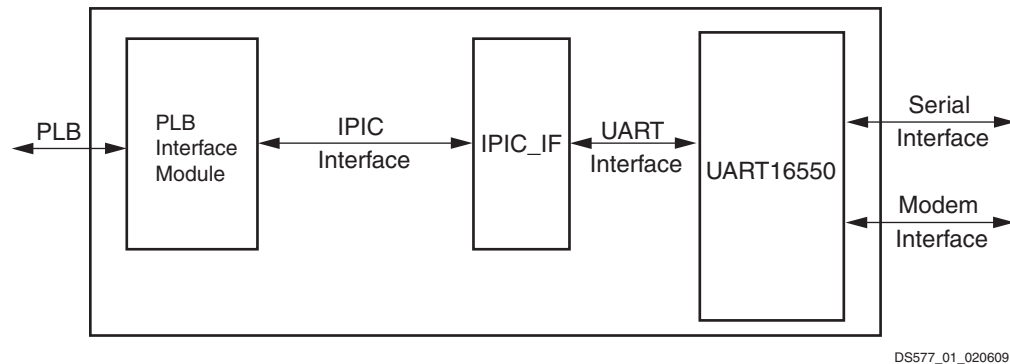 PLB
PLB
Interface
Module
IPIC
Interface
IPIC_IF
UART
Interface
UART16550
Serial
Interface
Modem
Interface
DS577_01_020609